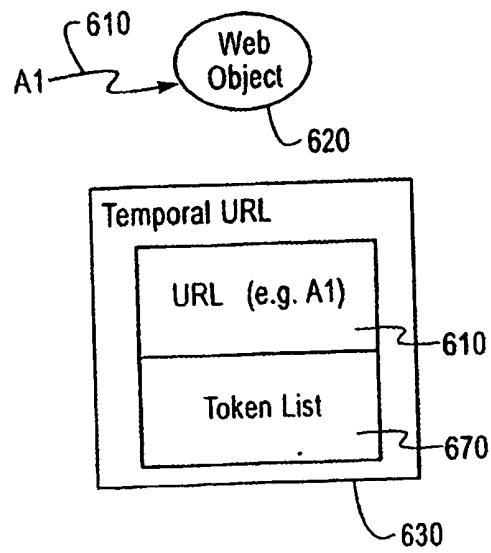 610
A1
Web
Object
620
Temporal URL
URL (e.g. A1)
610
Token List
670
630